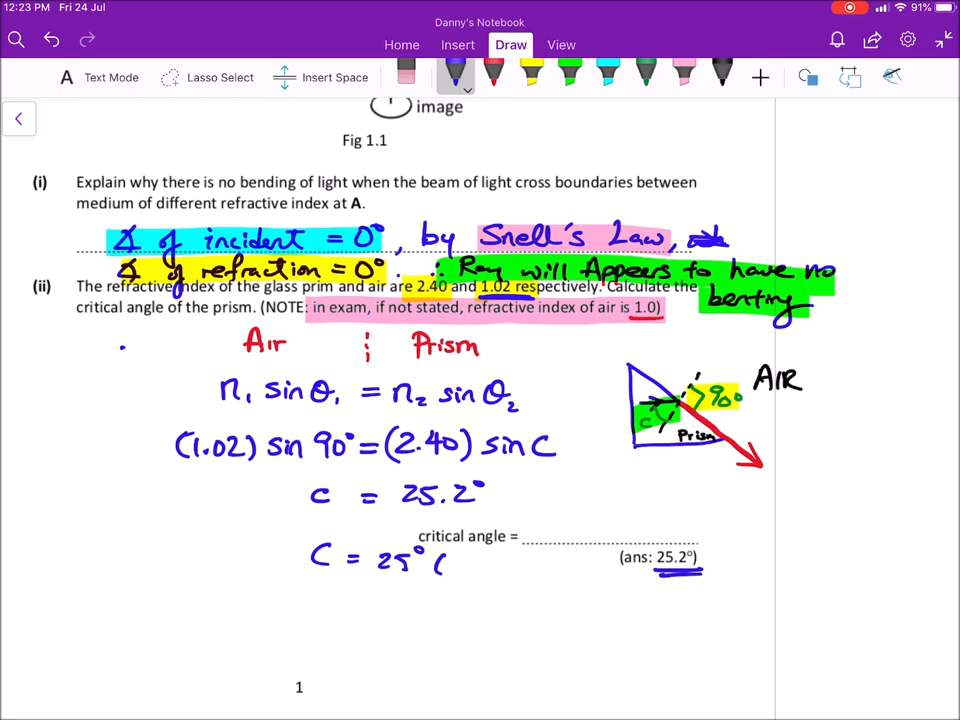 12:23 PM Fri 24 Jul
91%
Danny's Notebook
Home Insert Draw View
A Text Mode Lasso Select Insert Space
image
Fig 1.1
(i) Explain why there is no bending of light when the beam of light cross boundaries between
medium of different refractive index at A.
∡ of incident = 0°, by Snell's Law,
∡ of refraction = 0°. ∴ Ray will Appears to have no
benting
(ii) The refractive index of the glass prim and air are 2.40 and 1.02 respectively. Calculate the
critical angle of the prism. (NOTE: in exam, if not stated, refractive index of air is 1.0)
Air Prism
n₁ sin θ₁ = n₂ sin θ₂
(1.02) sin 90° = (2.40) sin C
c = 25.2°
C = 25° (
AIR
90°
c
Prism
critical angle = ........................
(ans: 25.2°)
1